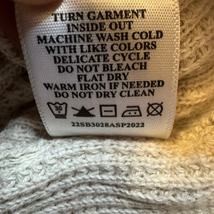 TURN GARMENT
INSIDE OUT
MACHINE WASH COLD
WITH LIKE COLORS
DELICATE CYCLE
DO NOT BLEACH
FLAT DRY
WARM IRON IF NEEDED
DO NOT DRY CLEAN
22SB3028ASP2022